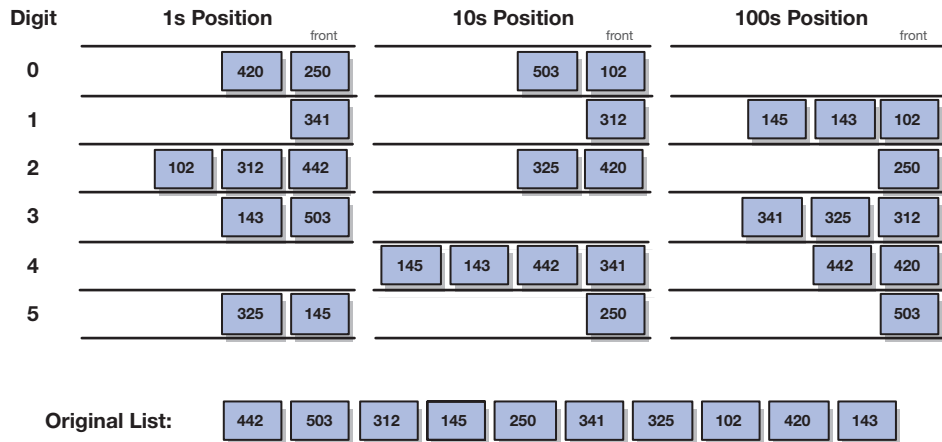 Digit 1s Position 10s Position 100s Position
front front front
0 420 250 503 102
1 341 312 145 143 102
2 102 312 442 325 420 250
3 143 503 341 325 312
4 145 143 442 341 442 420
5 325 145 250 503
Original List: 442 503 312 145 250 341 325 102 420 143